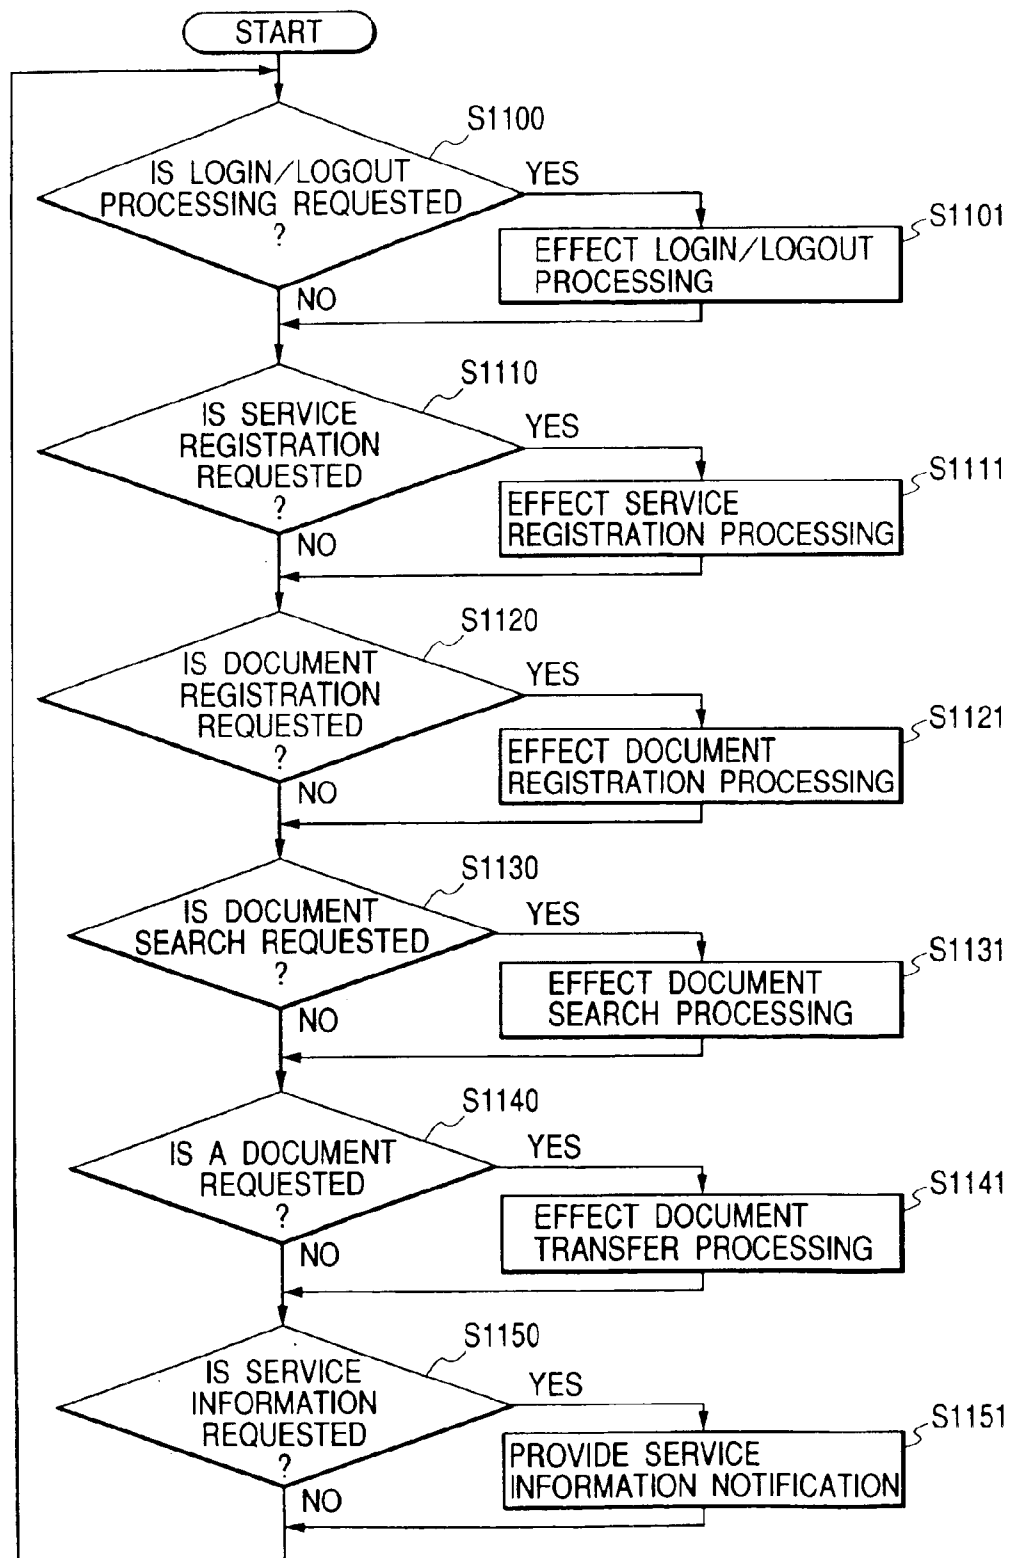 START
S1100
IS LOGIN/LOGOUT
PROCESSING REQUESTED
?
YES
S1101
EFFECT LOGIN/LOGOUT
PROCESSING
NO
S1110
IS SERVICE
REGISTRATION
REQUESTED
?
YES
S1111
EFFECT SERVICE
REGISTRATION PROCESSING
NO
S1120
IS DOCUMENT
REGISTRATION
REQUESTED
?
YES
S1121
EFFECT DOCUMENT
REGISTRATION PROCESSING
NO
S1130
IS DOCUMENT
SEARCH REQUESTED
?
YES
S1131
EFFECT DOCUMENT
SEARCH PROCESSING
NO
S1140
IS A DOCUMENT
REQUESTED
?
YES
S1141
EFFECT DOCUMENT
TRANSFER PROCESSING
NO
S1150
IS SERVICE
INFORMATION
REQUESTED
?
YES
S1151
PROVIDE SERVICE
INFORMATION NOTIFICATION
NO